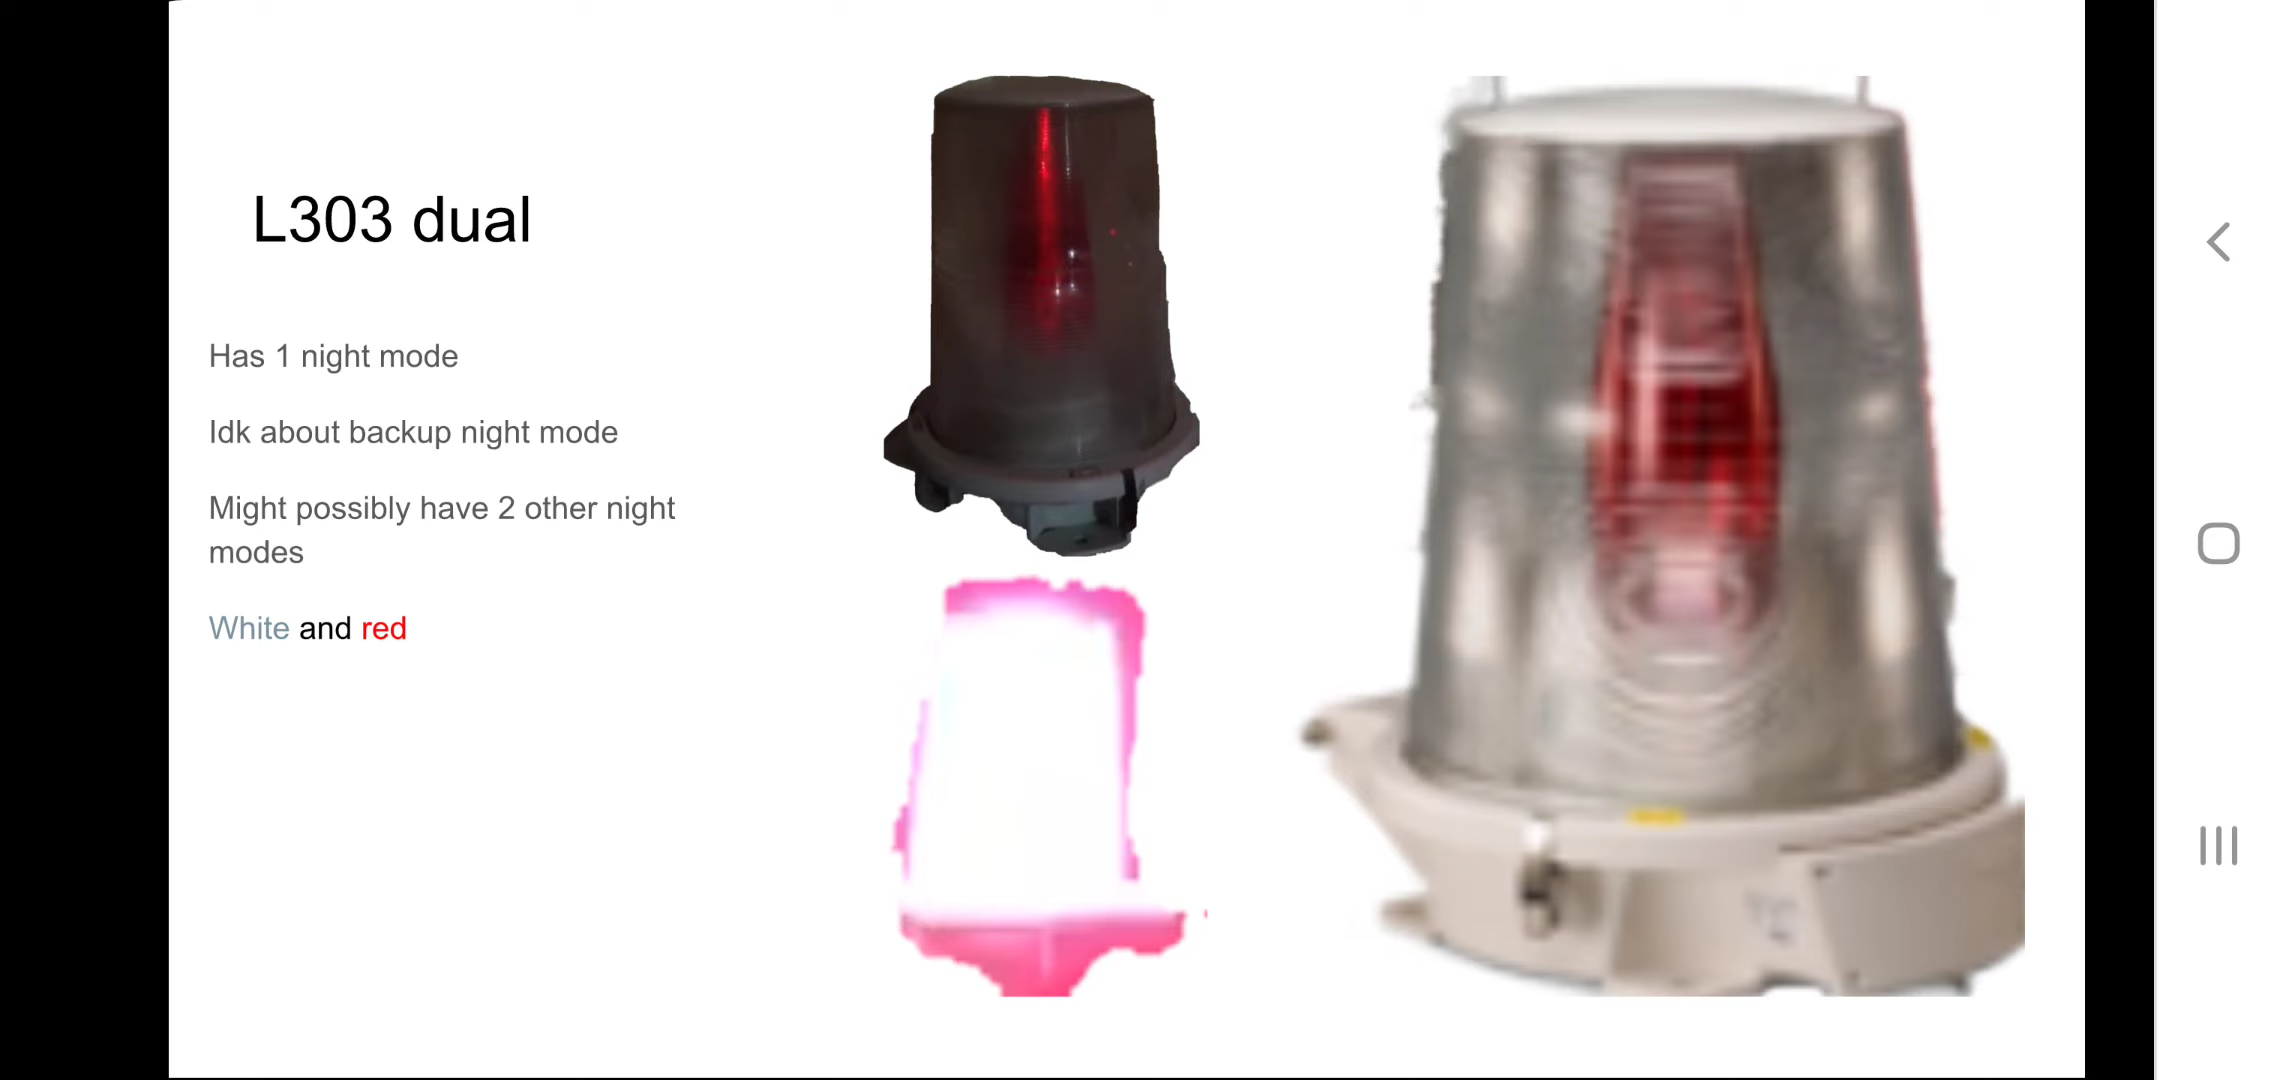 L303 dual
Has 1 night mode
Idk about backup night mode
Might possibly have 2 other night
modes
White and red